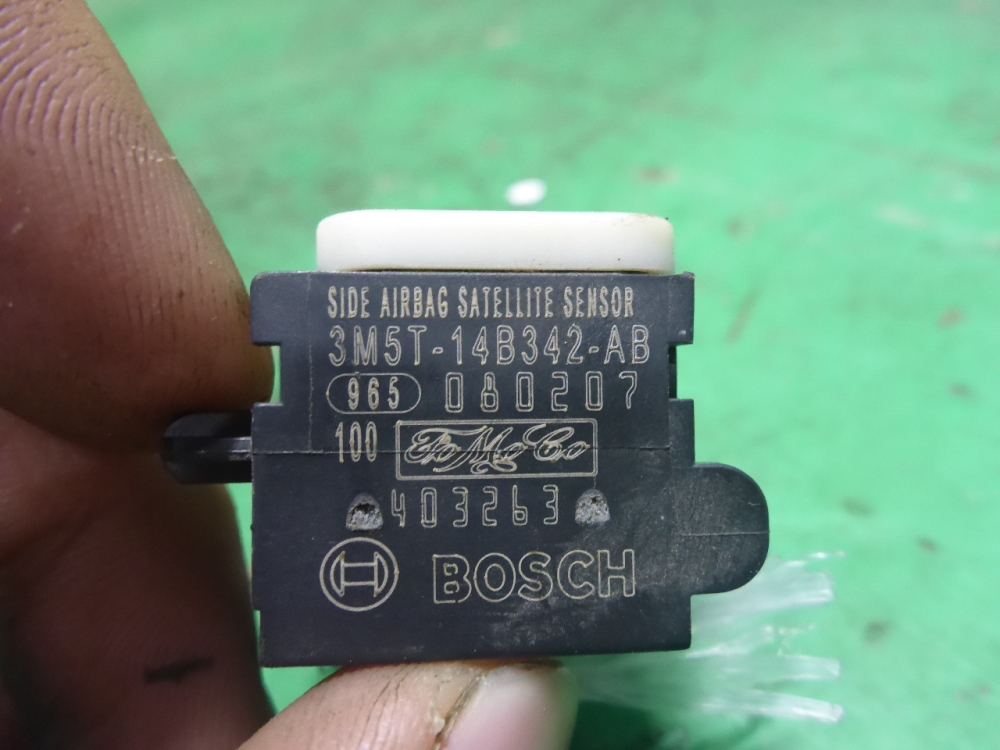 SIDE AIRBAG SATELLITE SENSOR
3M5T-14B342-AB
965 080207
100 FoMoCo
403263
BOSCH